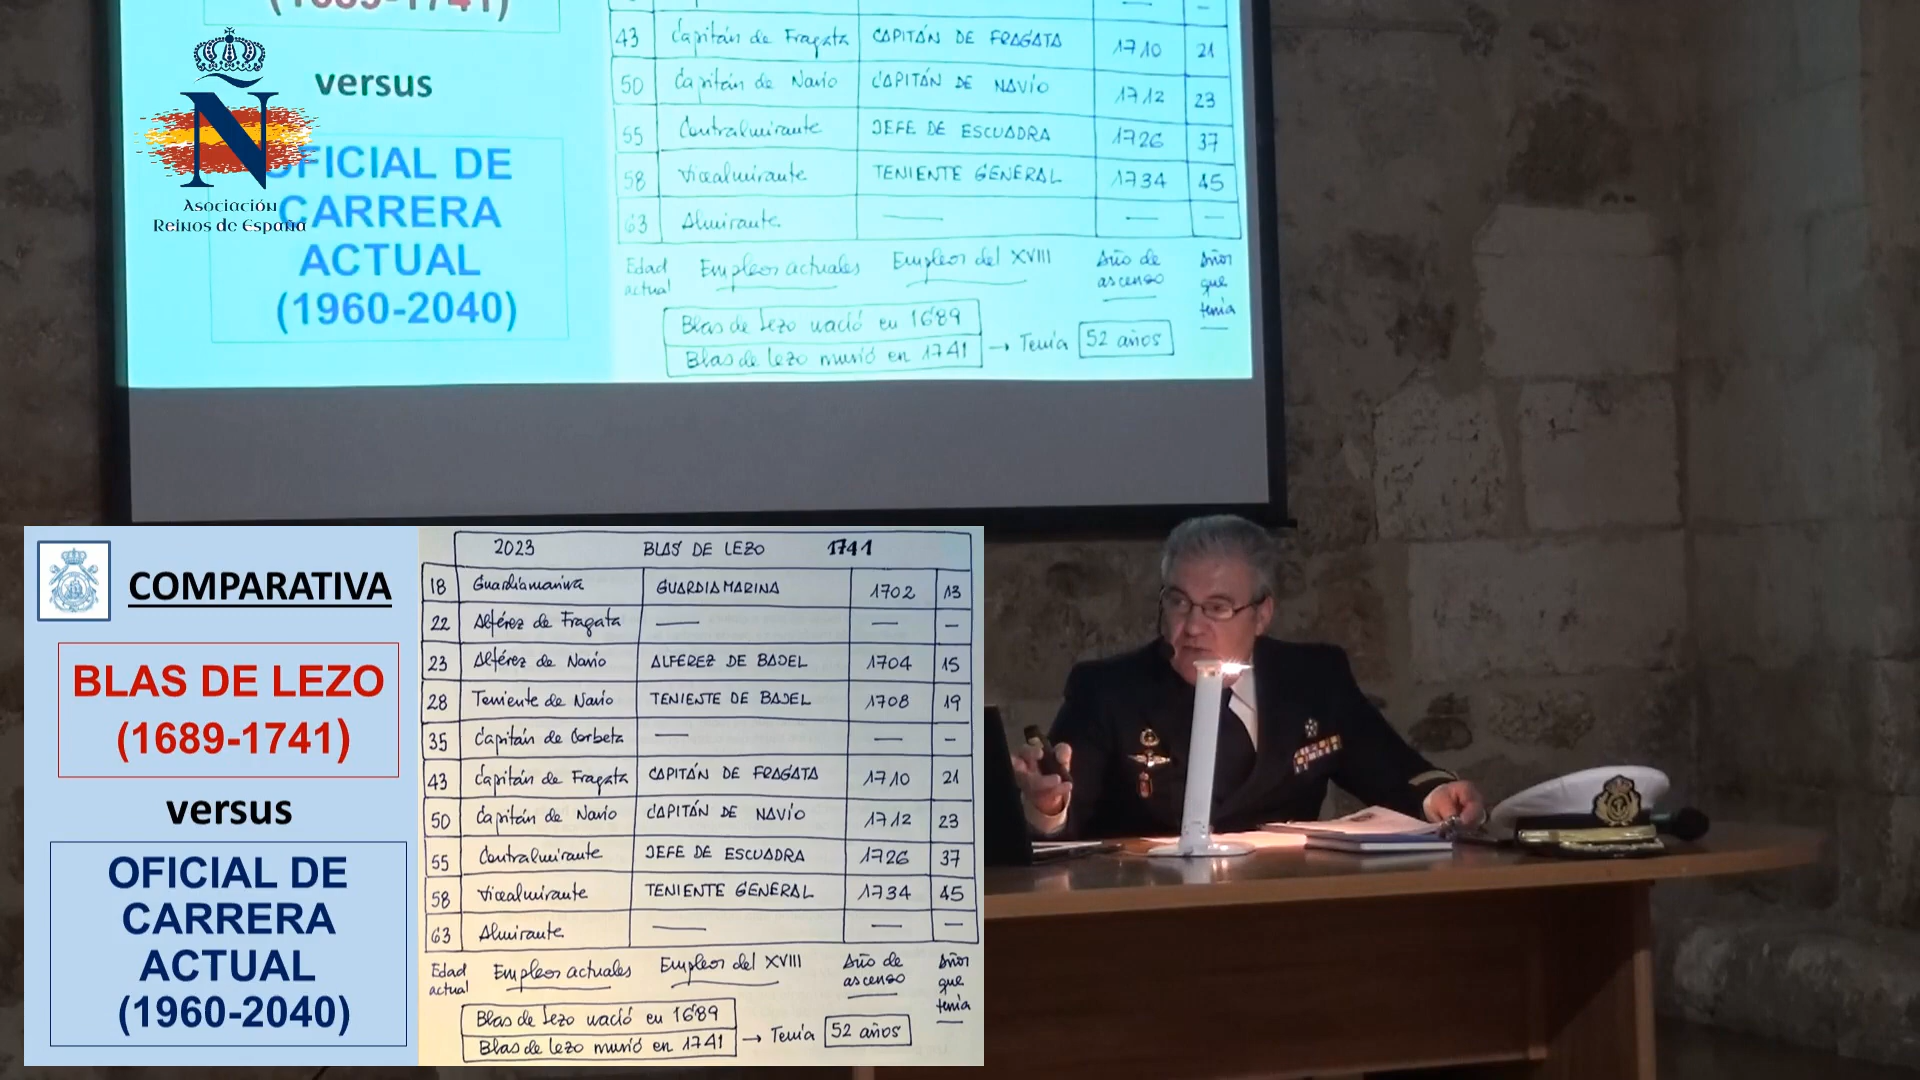 (1689-1741)
versus
OFICIAL DE
CARRERA
ACTUAL
(1960-2040)
Ñ
Asociación
Reinos de España
43 Capitán de Fragata CAPITÁN DE FRAGATA 1710 21
50 Capitán de Navío CAPITÁN DE NAVÍO 1712 23
55 Contralmirante JEFE DE ESCUADRA 1726 37
58 Vicealmirante TENIENTE GENERAL 1734 45
63 Almirante — — —
Edad actual Empleos actuales Empleos del XVIII Año de ascenso Años que tenía
Blas de Lezo nació en 1689
Blas de Lezo murió en 1741 → Tenía 52 años
COMPARATIVA
BLAS DE LEZO
(1689-1741)
versus
OFICIAL DE
CARRERA
ACTUAL
(1960-2040)
2023 BLAS DE LEZO 1741
18 Guardiamarina GUARDIAMARINA 1702 13
22 Alférez de Fragata — — —
23 Alférez de Navío ALFEREZ DE BAJEL 1704 15
28 Teniente de Navío TENIENTE DE BAJEL 1708 19
35 Capitán de Corbeta — — —
43 Capitán de Fragata CAPITÁN DE FRAGATA 1710 21
50 Capitán de Navío CAPITÁN DE NAVÍO 1712 23
55 Contralmirante JEFE DE ESCUADRA 1726 37
58 Vicealmirante TENIENTE GENERAL 1734 45
63 Almirante — — —
Edad actual Empleos actuales Empleos del XVIII Año de ascenso Años que tenía
Blas de Lezo nació en 1689
Blas de Lezo murió en 1741 → Tenía 52 años